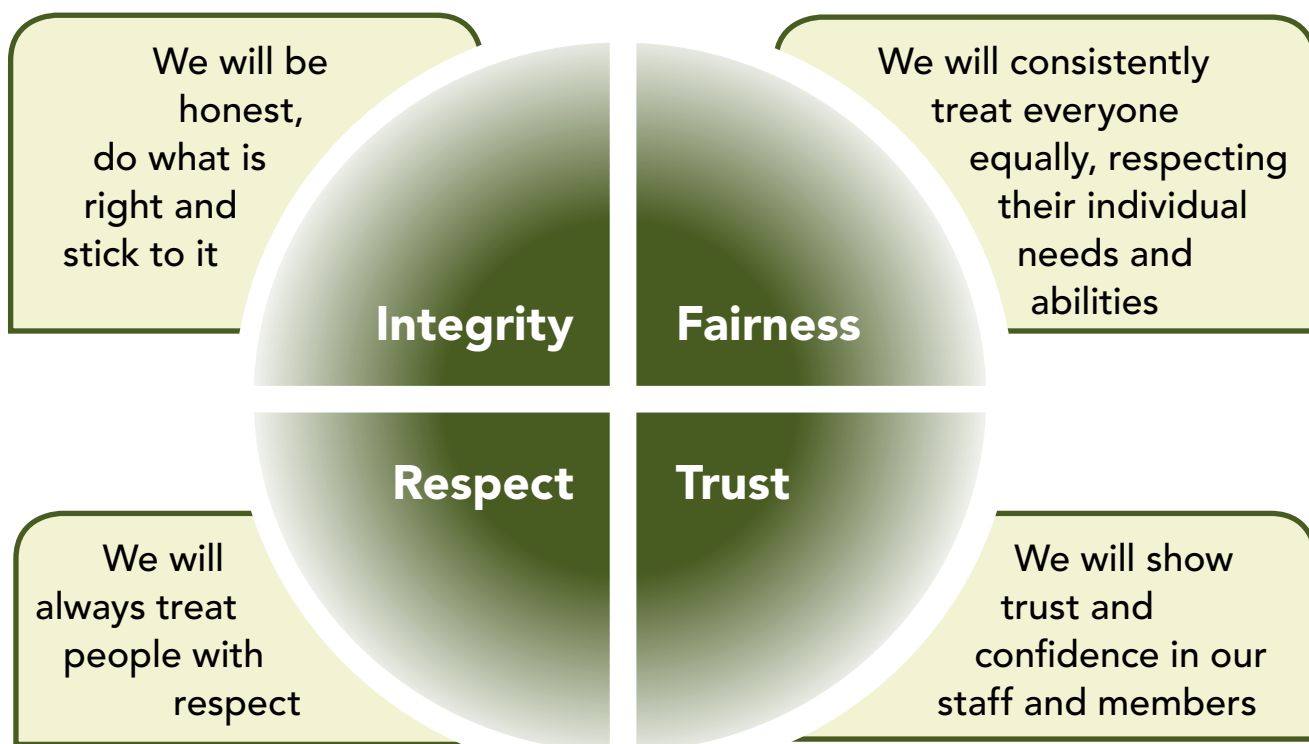 We will be
honest,
do what is
right and
stick to it
We will consistently
treat everyone
equally, respecting
their individual
needs and
abilities
Integrity
Fairness
Respect
Trust
We will
always treat
people with
respect
We will show
trust and
confidence in our
staff and members